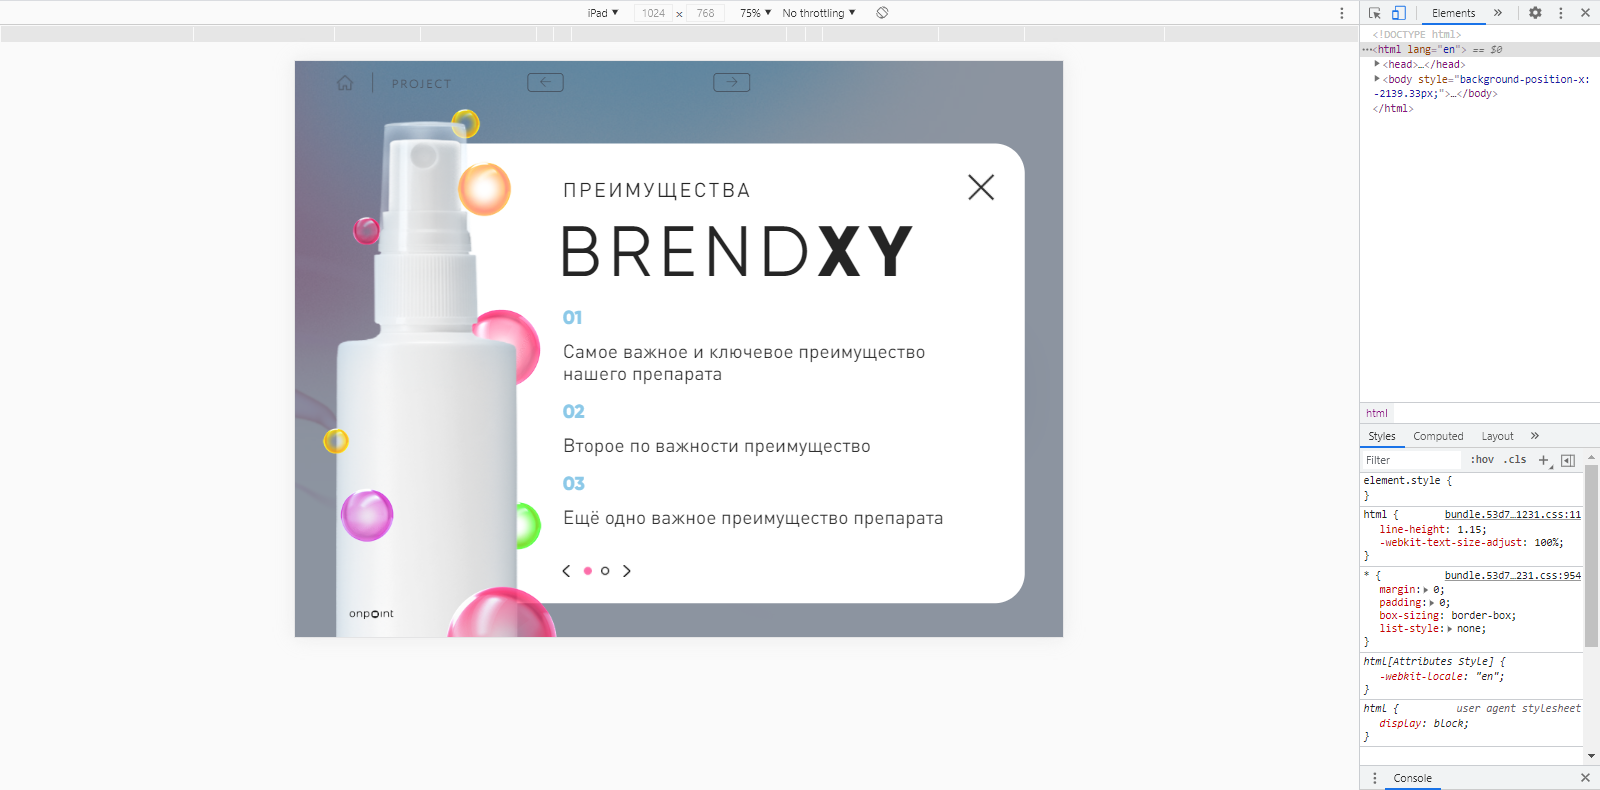 iPad ▼ 1024 × 768 75% ▼ No throttling ▼
PROJECT
ПРЕИМУЩЕСТВА
BRENDXY
01
Самое важное и ключевое преимущество
нашего препарата
02
Второе по важности преимущество
03
Ещё одно важное преимущество препарата
onpoint
Elements »
<!DOCTYPE html>
…<html lang="en"> == $0
▶<head>…</head>
▶<body style="background-position-x:
-2139.33px;">…</body>
</html>
html
Styles Computed Layout »
Filter :hov .cls +
element.style {
}
html { bundle.53d7…1231.css:11
line-height: 1.15;
-webkit-text-size-adjust: 100%;
}
* { bundle.53d7…231.css:954
margin:▶ 0;
padding:▶ 0;
box-sizing: border-box;
list-style:▶ none;
}
html[Attributes Style] {
-webkit-locale: "en";
}
html { user agent stylesheet
display: block;
}
Console